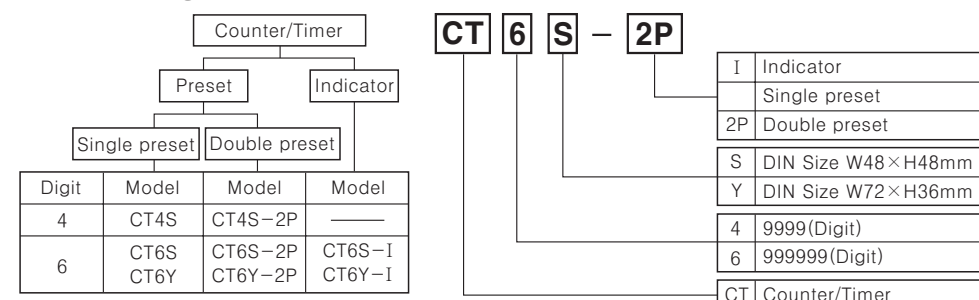 Counter/Timer
Preset
Indicator
Single preset
Double preset
Digit Model Model Model
4 CT4S CT4S-2P
6 CT6S CT6S-2P CT6S-I
CT6Y CT6Y-2P CT6Y-I
CT 6 S - 2P
I Indicator
Single preset
2P Double preset
S DIN Size W48×H48mm
Y DIN Size W72×H36mm
4 9999(Digit)
6 999999(Digit)
CT Counter/Timer